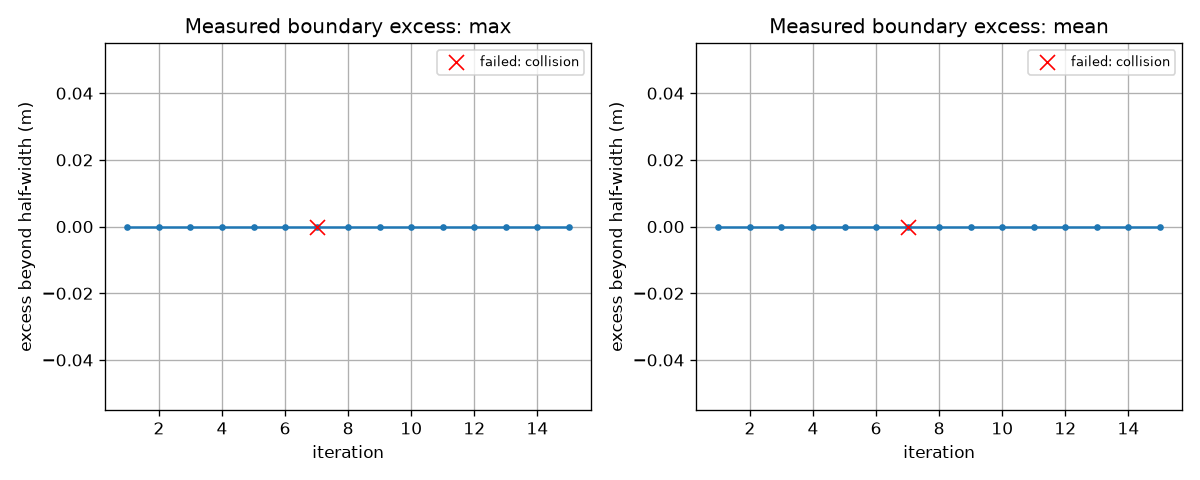 Measured boundary excess: max
failed: collision
excess beyond half-width (m)
0.04
0.02
0.00
−0.02
−0.04
2 4 6 8 10 12 14
iteration
Measured boundary excess: mean
failed: collision
excess beyond half-width (m)
0.04
0.02
0.00
−0.02
−0.04
2 4 6 8 10 12 14
iteration